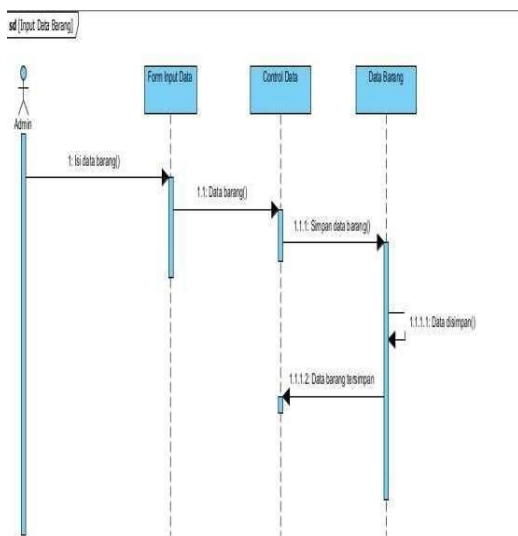 sd [Input Data Barang]
Form Input Data
Control Data
Data Barang
Admin
1: Isi data barang()
1.1: Data barang()
1.1.1: Simpan data barang()
1.1.1.1: Data disimpan()
1.1.1.2: Data barang tersimpan